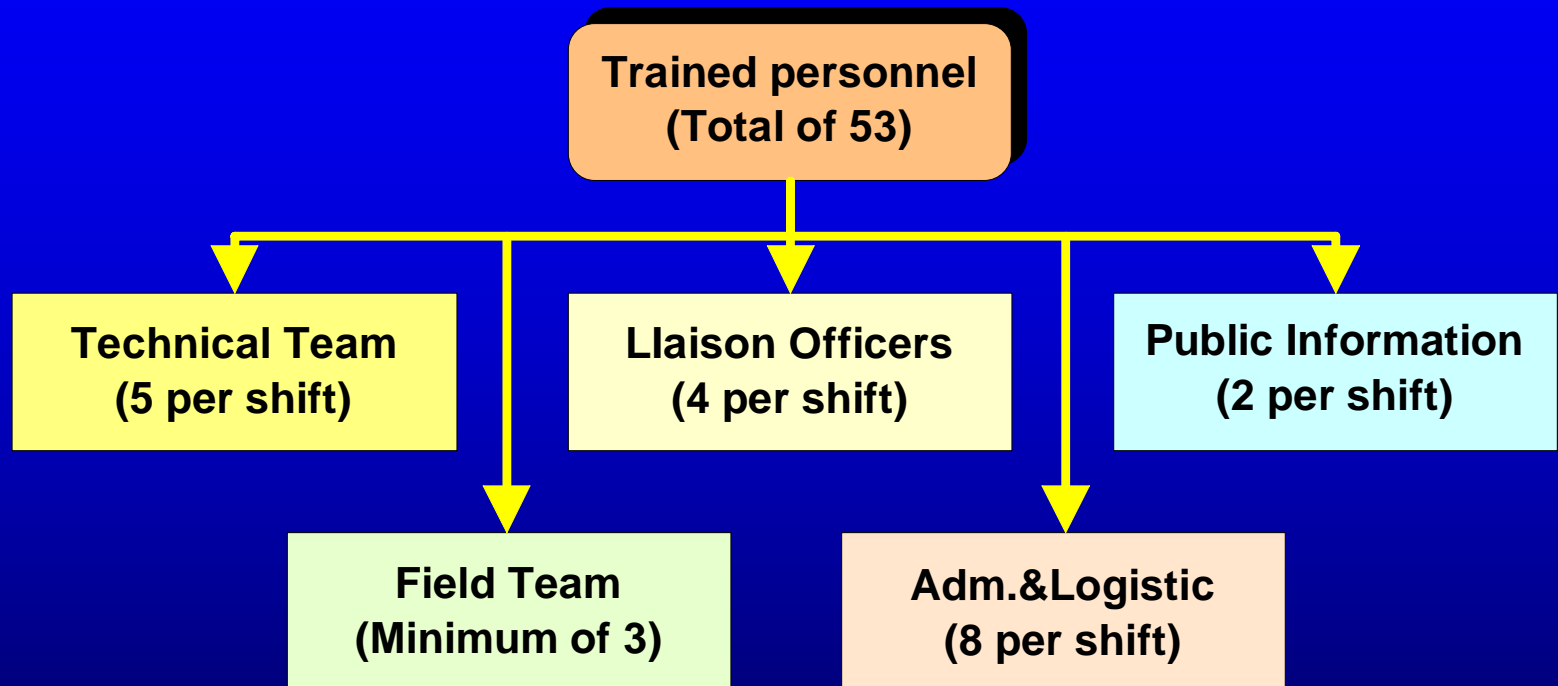 Trained personnel
(Total of 53)
Technical Team
(5 per shift)
LIaison Officers
(4 per shift)
Public Information
(2 per shift)
Field Team
(Minimum of 3)
Adm.&Logistic
(8 per shift)